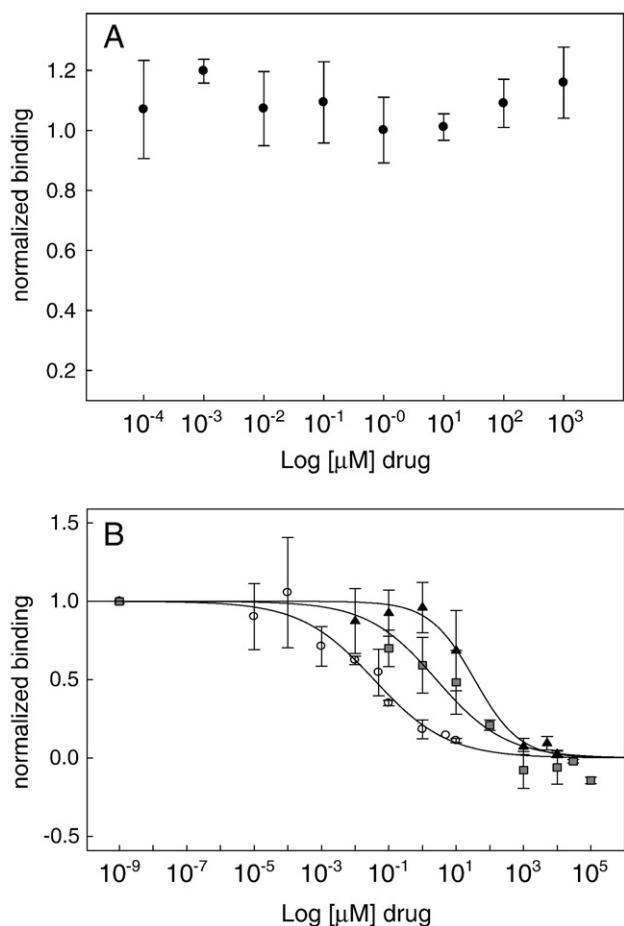 A
1.2
1.0
0.8
0.6
0.4
0.2
normalized binding
10⁻⁴ 10⁻³ 10⁻² 10⁻¹ 10⁻⁰ 10¹ 10² 10³
Log [μM] drug
B
1.5
1.0
0.5
0.0
-0.5
normalized binding
10⁻⁹ 10⁻⁷ 10⁻⁵ 10⁻³ 10⁻¹ 10¹ 10³ 10⁵
Log [μM] drug